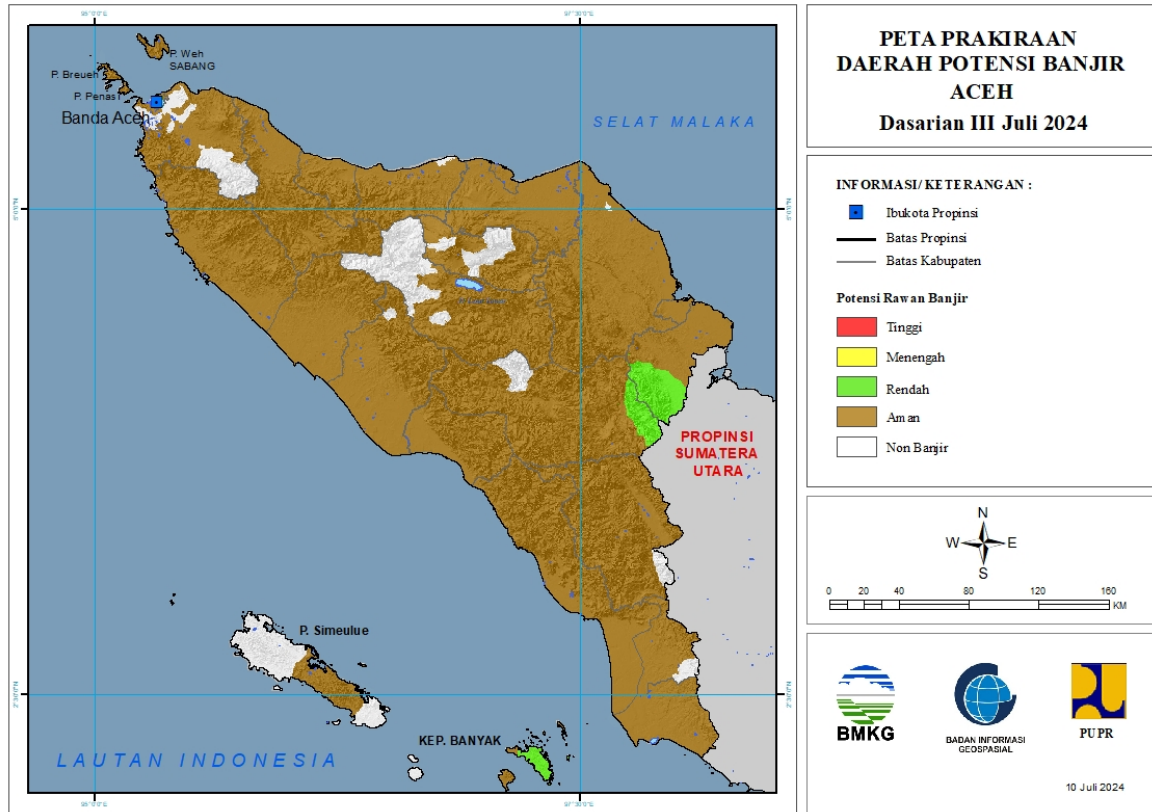 PETA PRAKIRAAN
DAERAH POTENSI BANJIR
ACEH
Dasarian III Juli 2024
INFORMASI/KETERANGAN :
Ibukota Propinsi
Batas Propinsi
Batas Kabupaten
Potensi Rawan Banjir
Tinggi
Menengah
Rendah
Aman
Non Banjir
N
W E
S
0 20 40 80 120 160
KM
BMKG
BADAN INFORMASI
GEOSPASIAL
PUPR
10 Juli 2024
P. Weh
SABANG
P. Breueh
P. Penasi
Banda Aceh
SELAT MALAKA
PROPINSI
SUMATERA
UTARA
P. Simeulue
KEP. BANYAK
LAUTAN INDONESIA